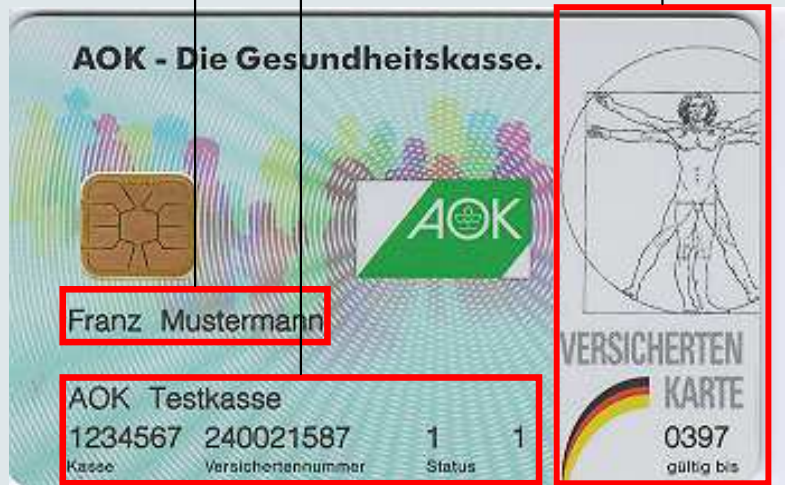 AOK - Die Gesundheitskasse.
AOK
Franz Mustermann
AOK Testkasse
1234567 240021587 1 1
Kasse Versichertennummer Status
VERSICHERTEN
KARTE
0397
gültig bis